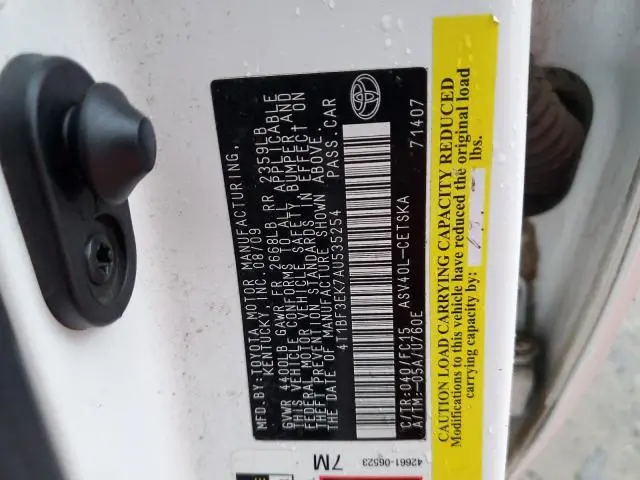 MFD.BY:TOYOTA MOTOR MANUFACTURING,
KENTUCKY, INC. 08/09
GVWR 4400LB GAWR FR 2668LB RR 2359LB
THIS VEHICLE CONFORMS TO ALL APPLICABLE
FEDERAL MOTOR VEHICLE SAFETY BUMPER, AND
THEFT PREVENTION STANDARDS IN EFFECT ON
THE DATE OF MANUFACTURE SHOWN ABOVE.
4T1BF3EK7AU535254 PASS.CAR
C/TR:040/FC15 ASV40L-CETSKA
A/TM:-05A/U760E 71407
CAUTION LOAD CARRYING CAPACITY REDUCED
Modifications to this vehicle have reduced the original load
carrying capacity by lbs.
7M
42661-06523